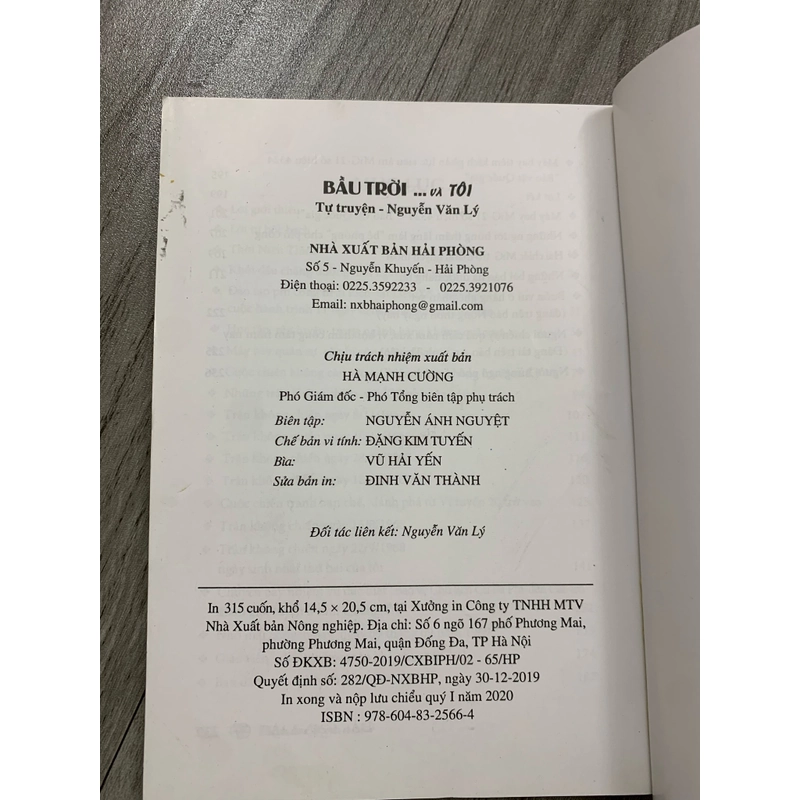 BẦU TRỜI ... VÀ TÔI
Tự truyện - Nguyễn Văn Lý
NHÀ XUẤT BẢN HẢI PHÒNG
Số 5 - Nguyễn Khuyến - Hải Phòng
Điện thoại: 0225.3592233 - 0225.3921076
Email: nxbhaiphong@gmail.com
Chịu trách nhiệm xuất bản
HÀ MẠNH CƯỜNG
Phó Giám đốc - Phó Tổng biên tập phụ trách
Biên tập: NGUYỄN ÁNH NGUYỆT
Chế bản vi tính: ĐẶNG KIM TUYẾN
Bìa: VŨ HẢI YẾN
Sửa bản in: ĐINH VĂN THÀNH
Đối tác liên kết: Nguyễn Văn Lý
In 315 cuốn, khổ 14,5 × 20,5 cm, tại Xưởng in Công ty TNHH MTV
Nhà Xuất bản Nông nghiệp. Địa chỉ: Số 6 ngõ 167 phố Phương Mai,
phường Phương Mai, quận Đống Đa, TP Hà Nội
Số ĐKXB: 4750-2019/CXBIPH/02 - 65/HP
Quyết định số: 282/QĐ-NXBHP, ngày 30-12-2019
In xong và nộp lưu chiểu quý I năm 2020
ISBN : 978-604-83-2566-4